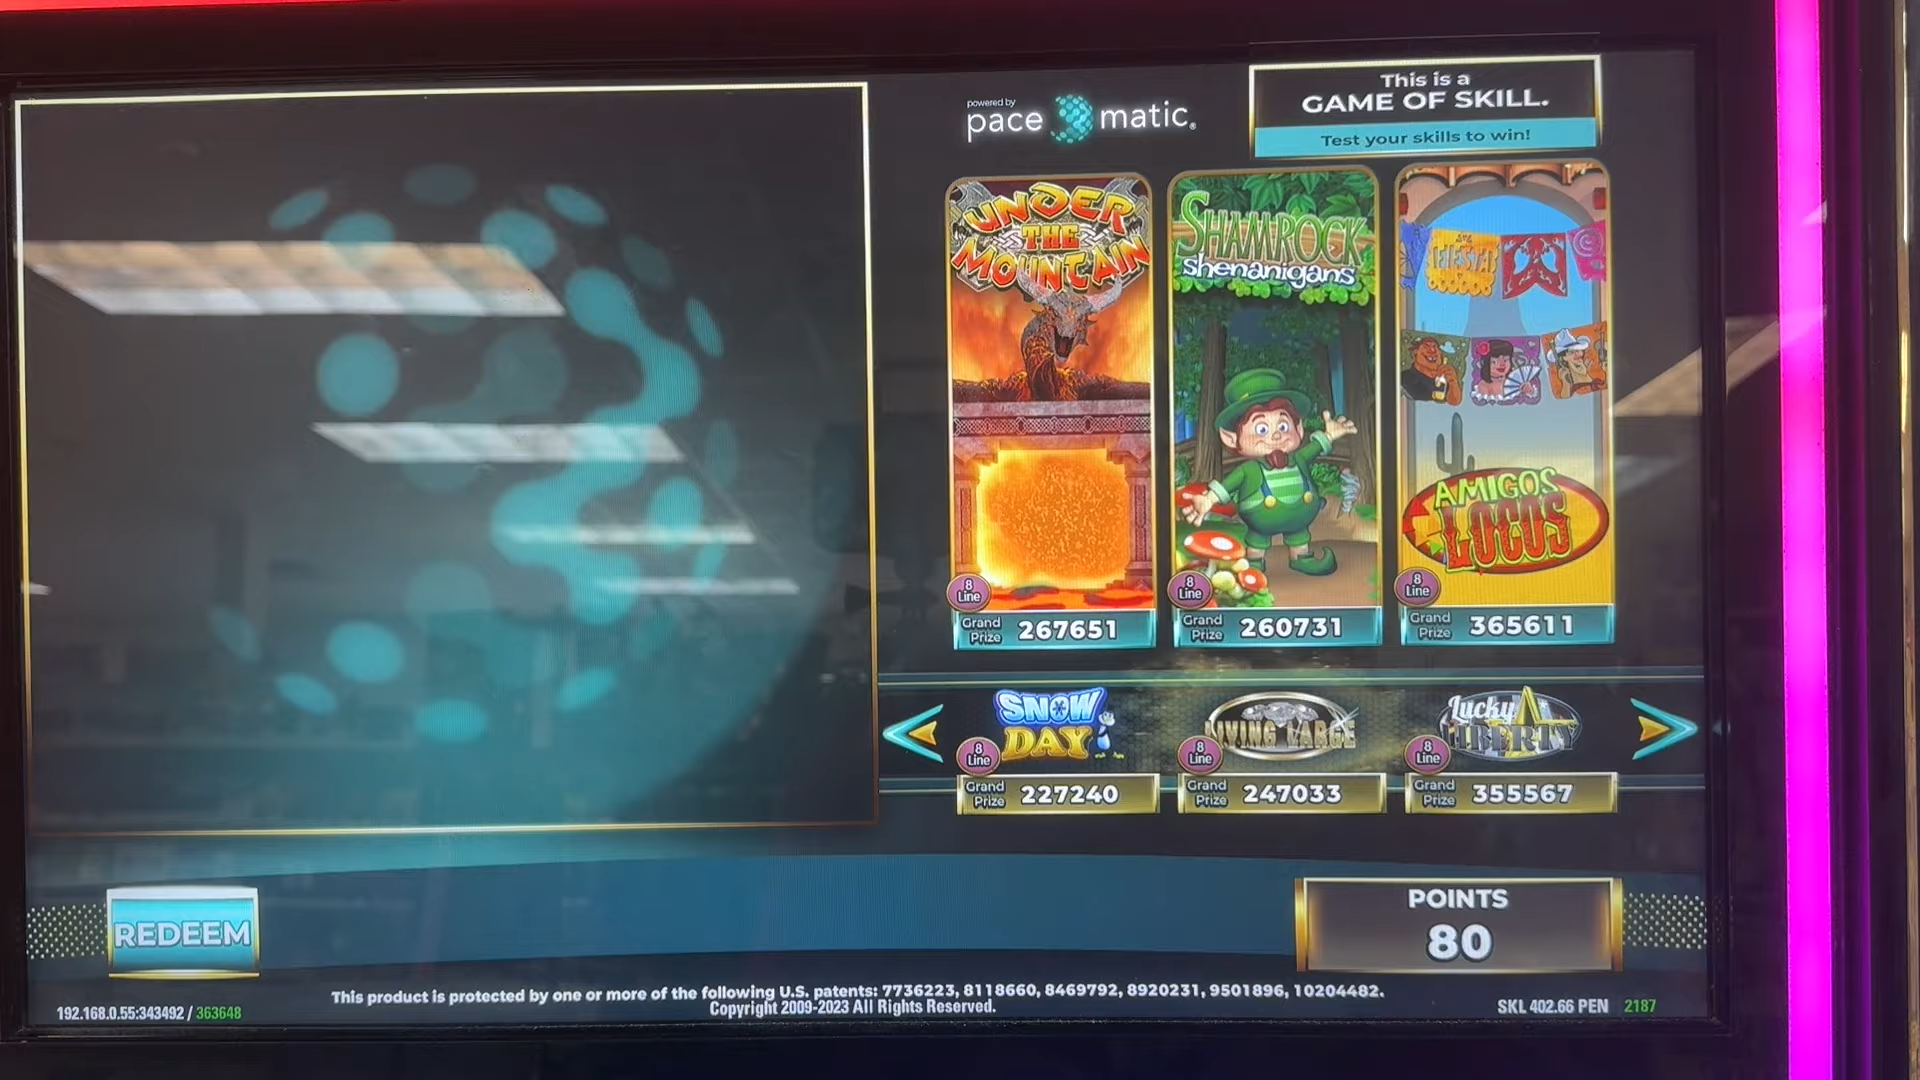 powered by
pace matic.
This is a
GAME OF SKILL.
Test your skills to win!
UNDER
THE
MOUNTAIN
8
Line
Grand
Prize
267651
SHAMROCK
shenanigans
8
Line
Grand
Prize
260731
FIESTA
AMIGOS
LOCOS
8
Line
Grand
Prize
365611
SNOW
DAY
8
Line
Grand
Prize
227240
LIVING LARGE
8
Line
Grand
Prize
247033
Lucky
LIBERTY
8
Line
Grand
Prize
355567
REDEEM
POINTS
80
This product is protected by one or more of the following U.S. patents: 7736223, 8118660, 8469792, 8920231, 9501896, 10204482.
Copyright 2009-2023 All Rights Reserved.
192.168.0.55:343492 / 363648
SKL 402.66 PEN 2187